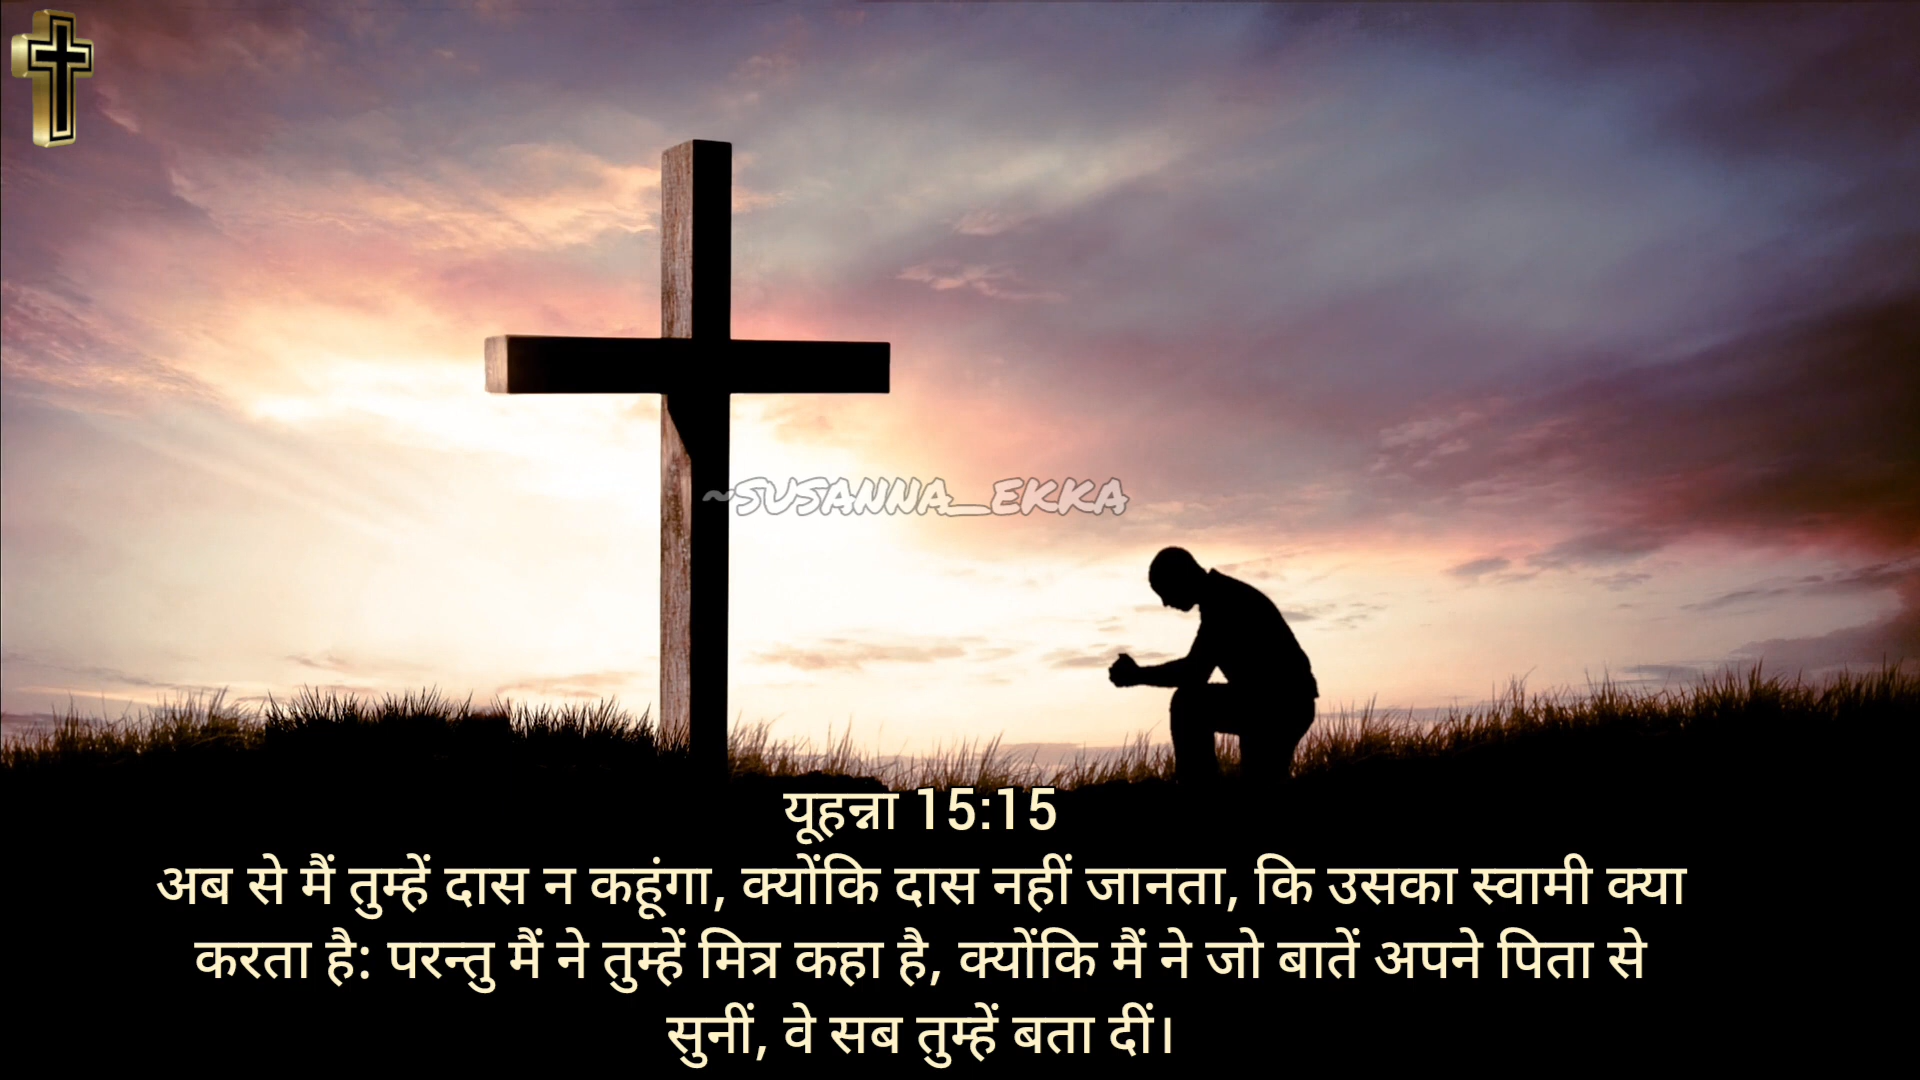 ~SUSANNA_EKKA
यूहन्ना 15:15
अब से मैं तुम्हें दास न कहूंगा, क्योंकि दास नहीं जानता, कि उसका स्वामी क्या
करता है: परन्तु मैं ने तुम्हें मित्र कहा है, क्योंकि मैं ने जो बातें अपने पिता से
सुनीं, वे सब तुम्हें बता दीं।